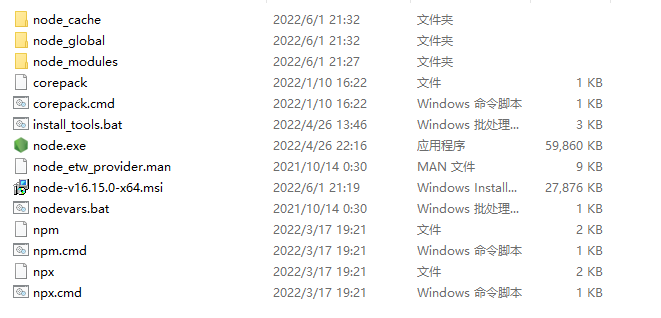 node_cache 2022/6/1 21:32 文件夹
node_global 2022/6/1 21:32 文件夹
node_modules 2022/6/1 21:27 文件夹
corepack 2022/1/10 16:22 文件 1 KB
corepack.cmd 2022/1/10 16:22 Windows 命令脚本 1 KB
install_tools.bat 2022/4/26 13:46 Windows 批处理... 3 KB
node.exe 2022/4/26 22:16 应用程序 59,860 KB
node_etw_provider.man 2021/10/14 0:30 MAN 文件 9 KB
node-v16.15.0-x64.msi 2022/6/1 21:19 Windows Install... 27,876 KB
nodevars.bat 2021/10/14 0:30 Windows 批处理... 1 KB
npm 2022/3/17 19:21 文件 2 KB
npm.cmd 2022/3/17 19:21 Windows 命令脚本 1 KB
npx 2022/3/17 19:21 文件 2 KB
npx.cmd 2022/3/17 19:21 Windows 命令脚本 1 KB